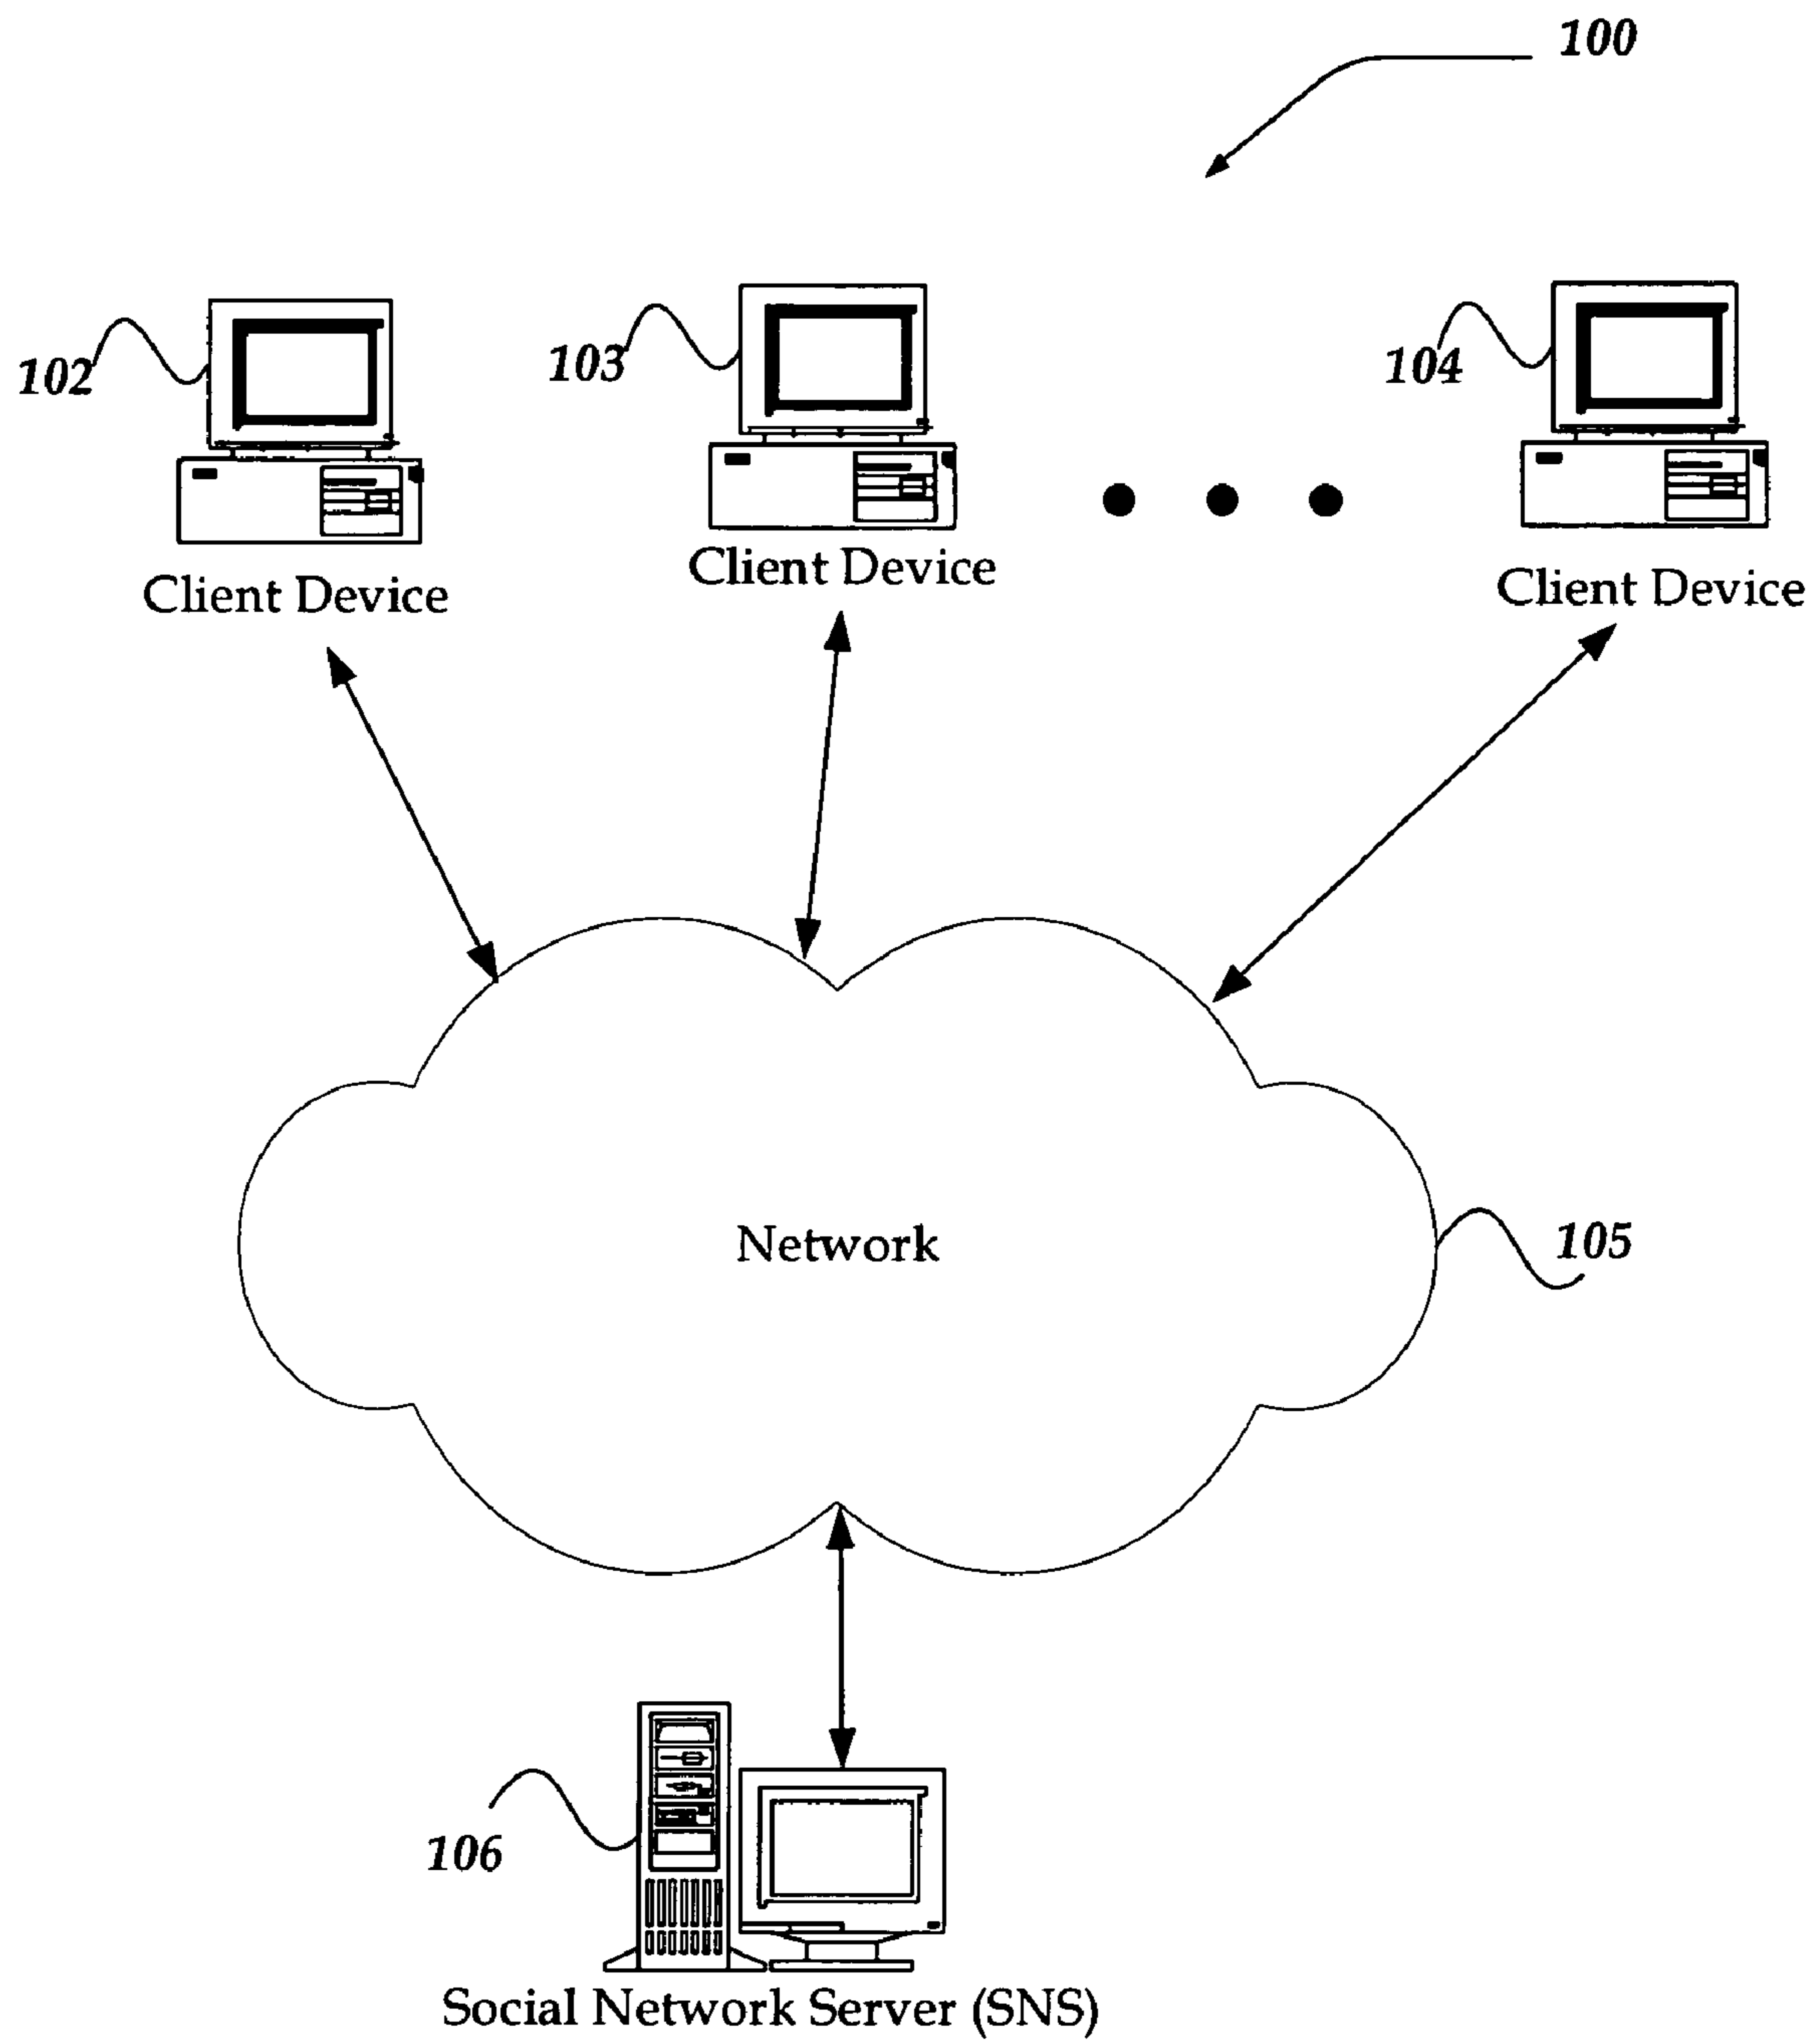 100
102
103
104
Client Device
Client Device
Client Device
Network
105
106
Social Network Server (SNS)